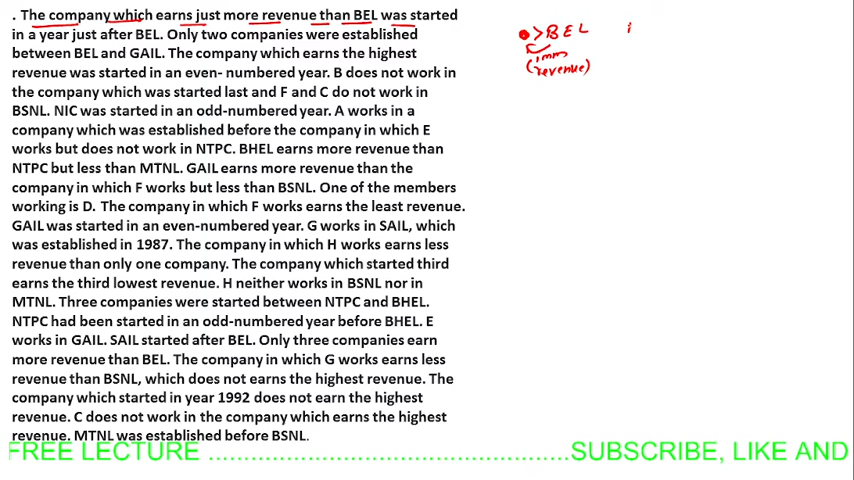 . The company which earns just more revenue than BEL was started
in a year just after BEL. Only two companies were established
between BEL and GAIL. The company which earns the highest
revenue was started in an even- numbered year. B does not work in
the company which was started last and F and C do not work in
BSNL. NIC was started in an odd-numbered year. A works in a
company which was established before the company in which E
works but does not work in NTPC. BHEL earns more revenue than
NTPC but less than MTNL. GAIL earns more revenue than the
company in which F works but less than BSNL. One of the members
working is D. The company in which F works earns the least revenue.
GAIL was started in an even-numbered year. G works in SAIL, which
was established in 1987. The company in which H works earns less
revenue than only one company. The company which started third
earns the third lowest revenue. H neither works in BSNL nor in
MTNL. Three companies were started between NTPC and BHEL.
NTPC had been started in an odd-numbered year before BHEL. E
works in GAIL. SAIL started after BEL. Only three companies earn
more revenue than BEL. The company in which G works earns less
revenue than BSNL, which does not earns the highest revenue. The
company which started in year 1992 does not earn the highest
revenue. C does not work in the company which earns the highest
revenue. MTNL was established before BSNL.
> BEL
imm
(revenue)
FREE LECTURE ..................................................................SUBSCRIBE, LIKE AND